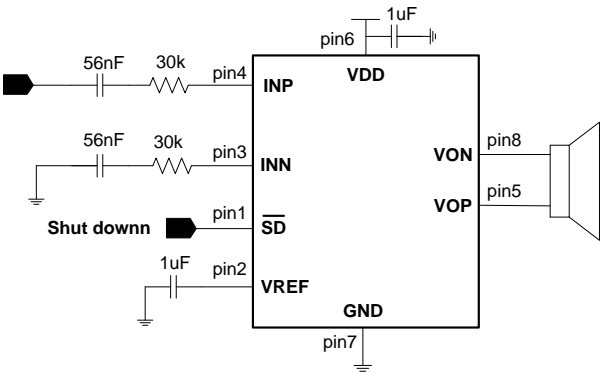 1uF
pin6
56nF
30k
pin4
VDD
INP
56nF
30k
pin3
INN
VON
pin8
pin5
VOP
pin1
Shut downn
SD
1uF
pin2
VREF
GND
pin7